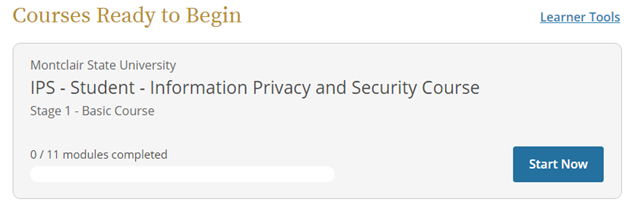 Courses Ready to Begin
Learner Tools
Montclair State University
IPS - Student - Information Privacy and Security Course
Stage 1 - Basic Course
0 / 11 modules completed
Start Now